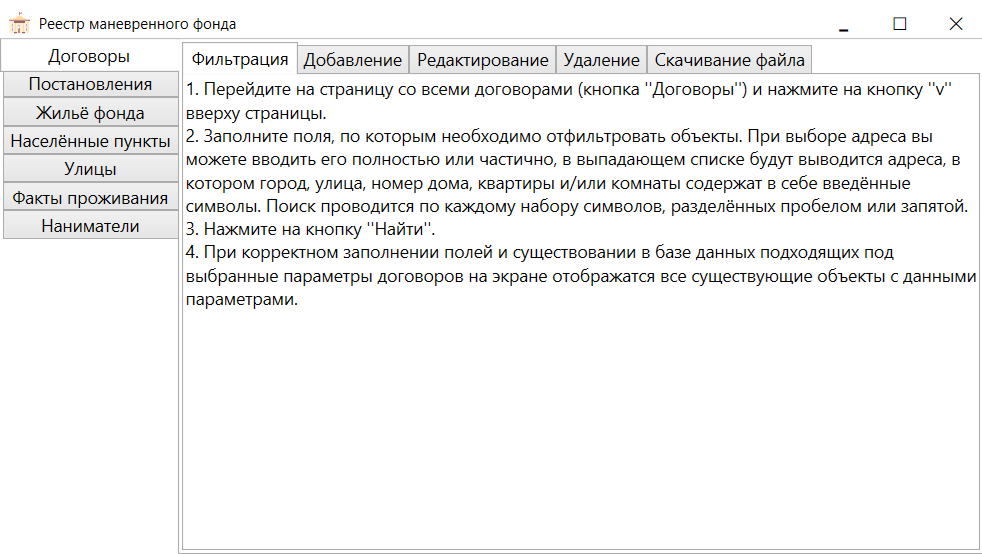 Реестр маневренного фонда
Договоры
Постановления
Жильё фонда
Населённые пункты
Улицы
Факты проживания
Наниматели
Фильтрация
Добавление
Редактирование
Удаление
Скачивание файла
1. Перейдите на страницу со всеми договорами (кнопка "Договоры") и нажмите на кнопку "v"
вверху страницы.
2. Заполните поля, по которым необходимо отфильтровать объекты. При выборе адреса вы
можете вводить его полностью или частично, в выпадающем списке будут выводится адреса, в
котором город, улица, номер дома, квартиры и/или комнаты содержат в себе введённые
символы. Поиск проводится по каждому набору символов, разделённых пробелом или запятой.
3. Нажмите на кнопку "Найти".
4. При корректном заполнении полей и существовании в базе данных подходящих под
выбранные параметры договоров на экране отображатся все существующие объекты с данными
параметрами.